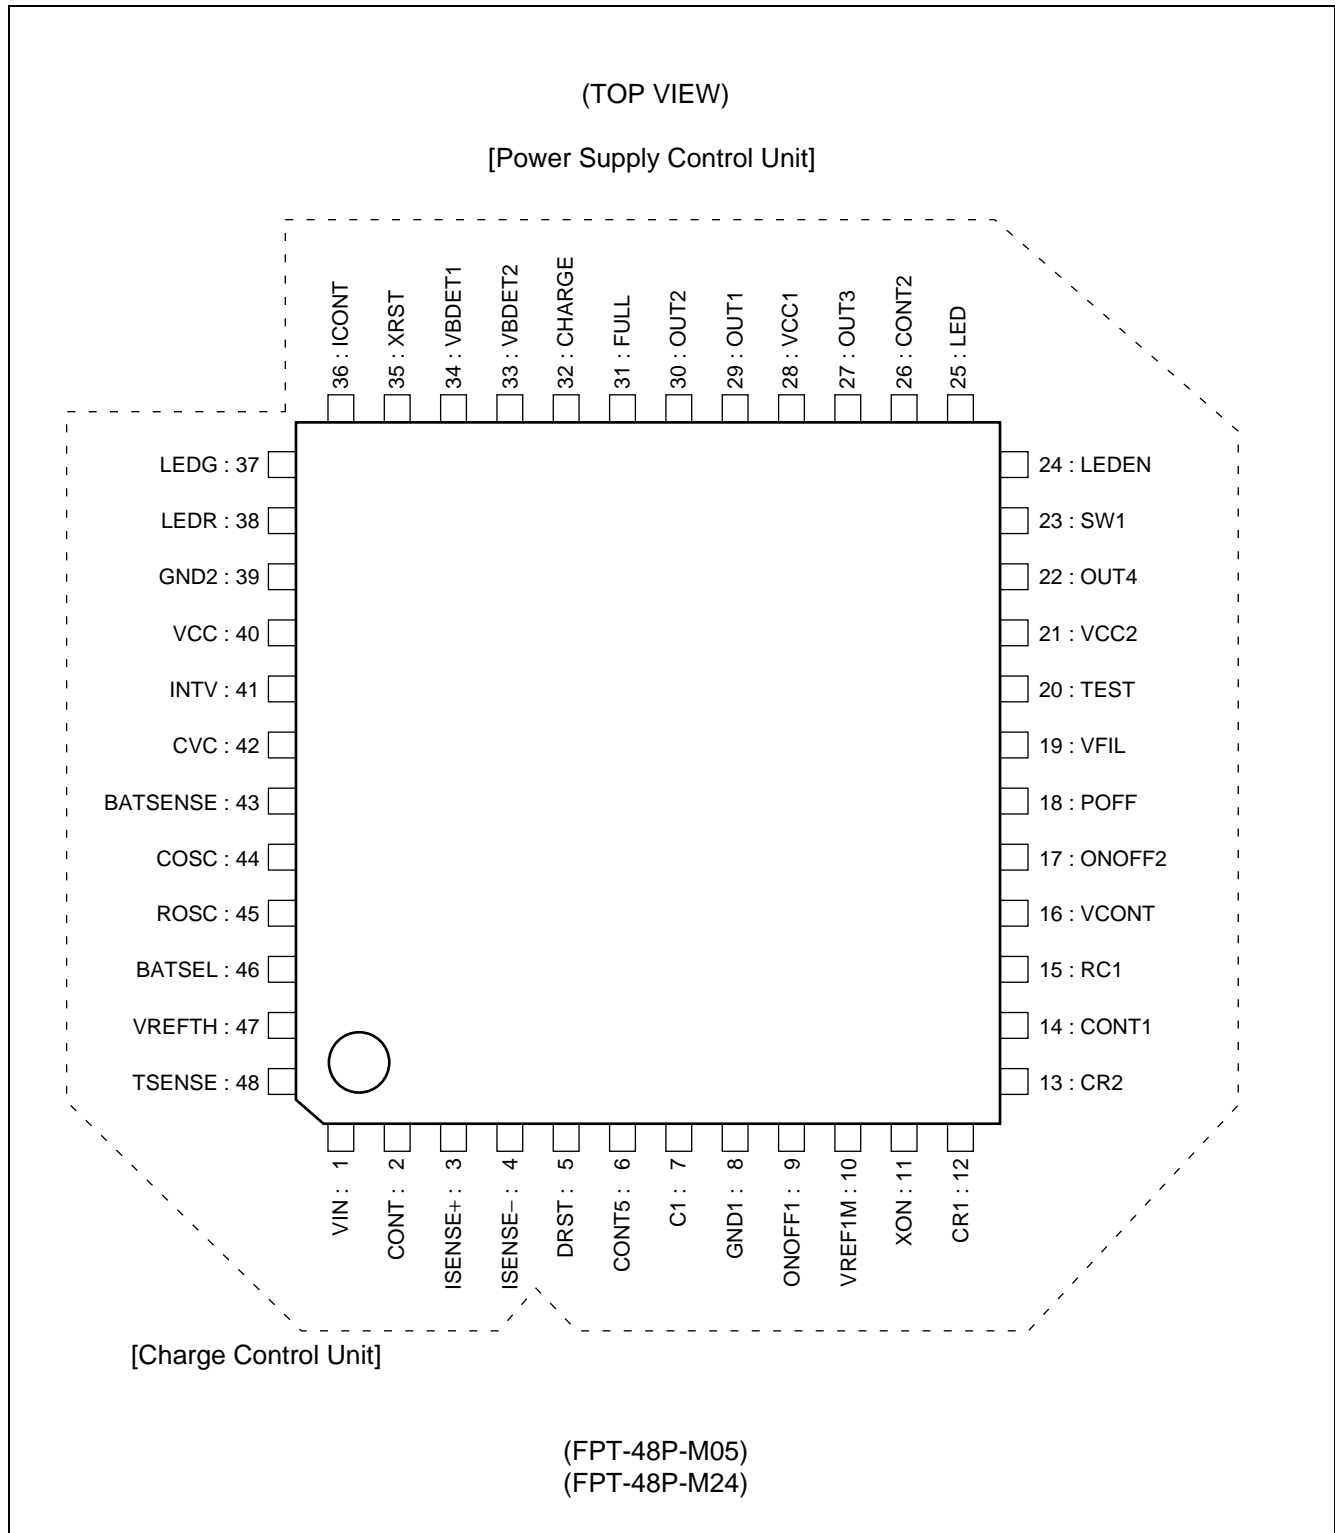 (TOP VIEW)
[Power Supply Control Unit]
36 : ICONT
35 : XRST
34 : VBDET1
33 : VBDET2
32 : CHARGE
31 : FULL
30 : OUT2
29 : OUT1
28 : VCC1
27 : OUT3
26 : CONT2
25 : LED
LEDG : 37
LEDR : 38
GND2 : 39
VCC : 40
INTV : 41
CVC : 42
BATSENSE : 43
COSC : 44
ROSC : 45
BATSEL : 46
VREFTH : 47
TSENSE : 48
24 : LEDEN
23 : SW1
22 : OUT4
21 : VCC2
20 : TEST
19 : VFIL
18 : POFF
17 : ONOFF2
16 : VCONT
15 : RC1
14 : CONT1
13 : CR2
VIN : 1
CONT : 2
ISENSE+ : 3
ISENSE− : 4
DRST : 5
CONT5 : 6
C1 : 7
GND1 : 8
ONOFF1 : 9
VREF1M : 10
XON : 11
CR1 : 12
[Charge Control Unit]
(FPT-48P-M05)
(FPT-48P-M24)